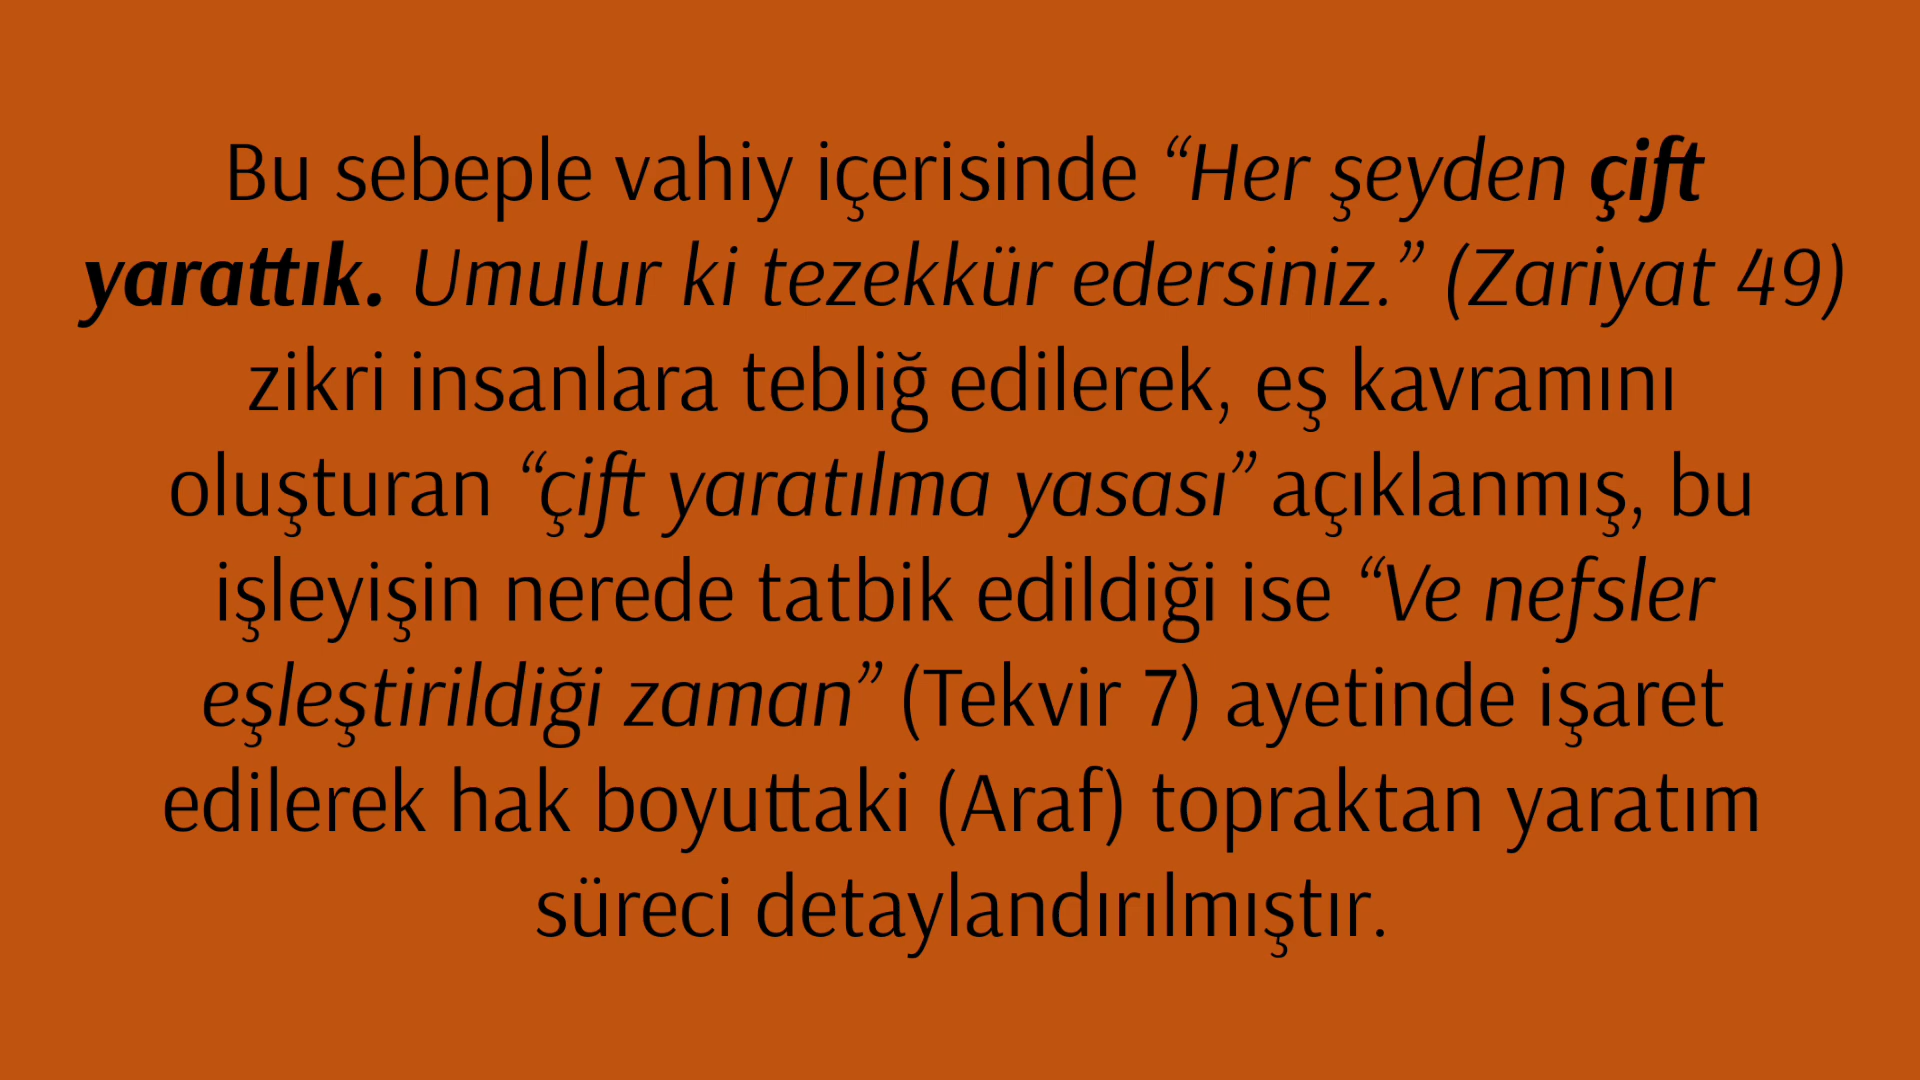 Bu sebeple vahiy içerisinde “Her şeyden çift
yarattık. Umulur ki tezekkür edersiniz.” (Zariyat 49)
zikri insanlara tebliğ edilerek, eş kavramını
oluşturan “çift yaratılma yasası” açıklanmış, bu
işleyişin nerede tatbik edildiği ise “Ve nefsler
eşleştirildiği zaman” (Tekvir 7) ayetinde işaret
edilerek hak boyuttaki (Araf) topraktan yaratım
süreci detaylandırılmıştır.